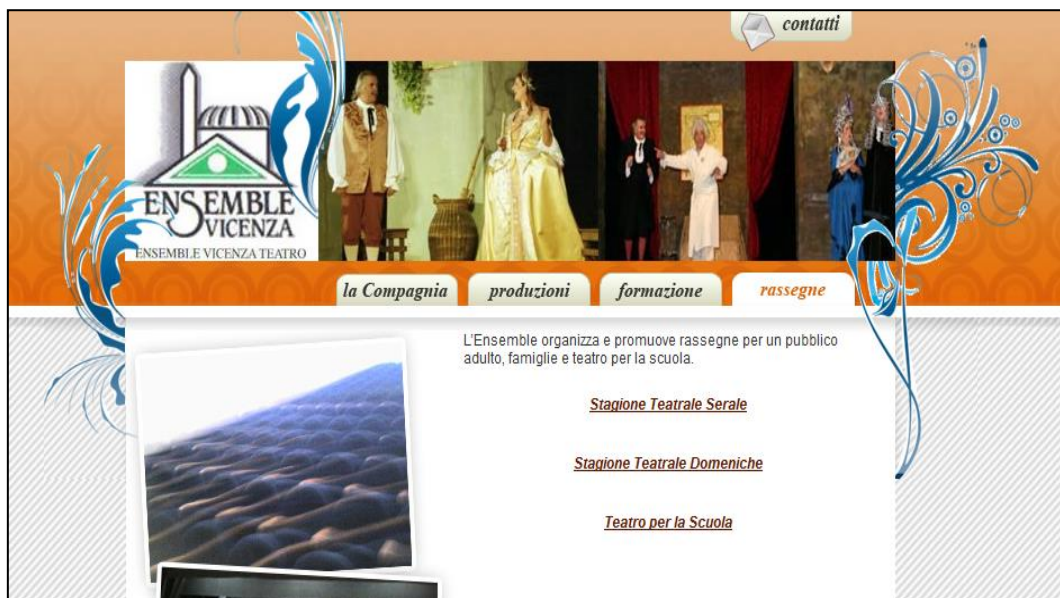 contatti
ENSEMBLE
VICENZA
ENSEMBLE VICENZA TEATRO
la Compagnia
produzioni
formazione
rassegne
L'Ensemble organizza e promuove rassegne per un pubblico
adulto, famiglie e teatro per la scuola.
Stagione Teatrale Serale
Stagione Teatrale Domeniche
Teatro per la Scuola